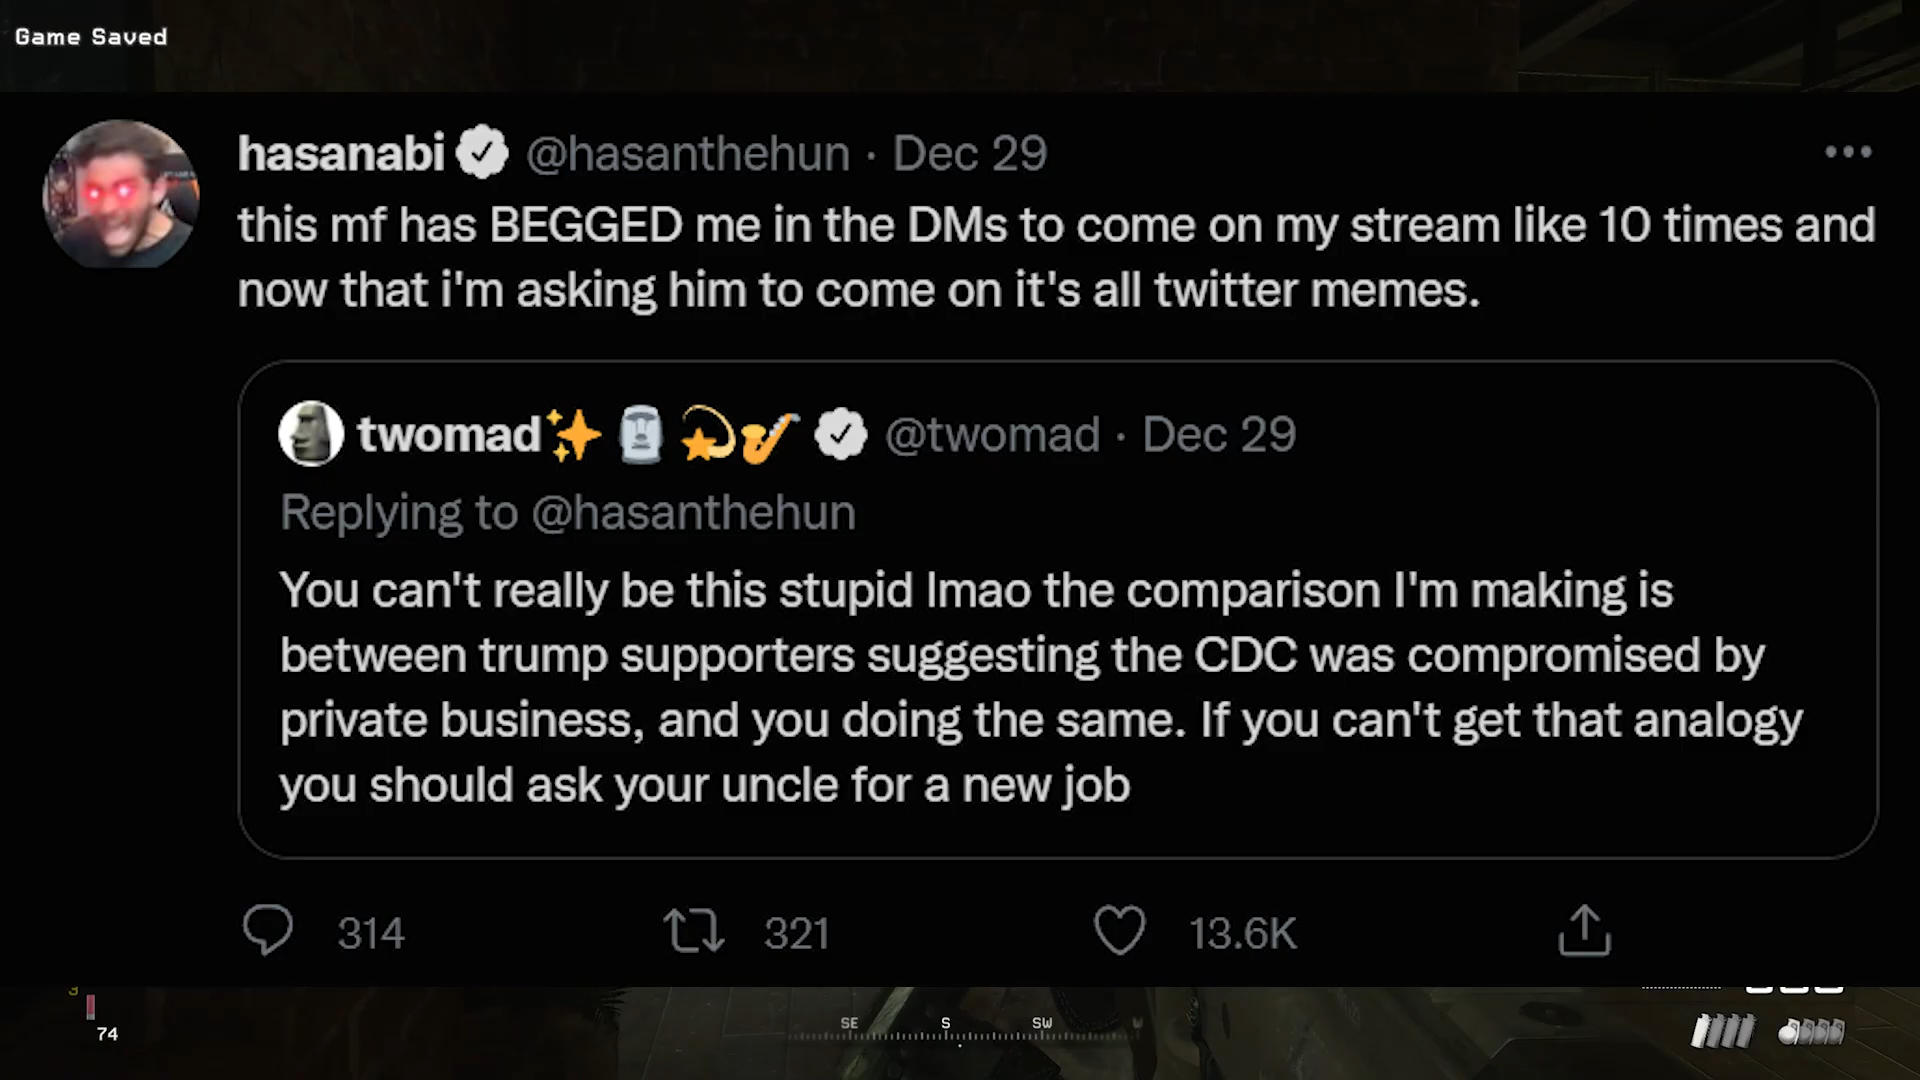 Game Saved
hasanabi @hasanthehun · Dec 29
this mf has BEGGED me in the DMs to come on my stream like 10 times and
now that i'm asking him to come on it's all twitter memes.
twomad✨🗿💫🎷 @twomad · Dec 29
Replying to @hasanthehun
You can't really be this stupid lmao the comparison I'm making is
between trump supporters suggesting the CDC was compromised by
private business, and you doing the same. If you can't get that analogy
you should ask your uncle for a new job
314 321 13.6K
74
SE S SW W